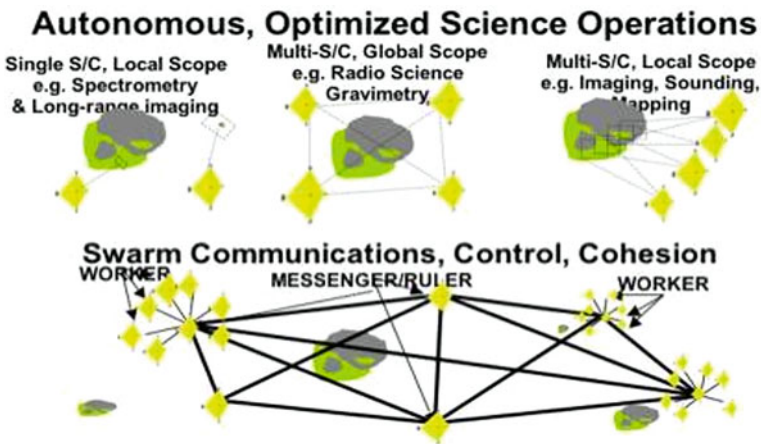 Autonomous, Optimized Science Operations
Single S/C, Local Scope
e.g. Spectrometry
& Long-range imaging
Multi-S/C, Global Scope
e.g. Radio Science
Gravimetry
Multi-S/C, Local Scope
e.g. Imaging, Sounding,
Mapping
Swarm Communications, Control, Cohesion
WORKER
MESSENGER/RULER
WORKER